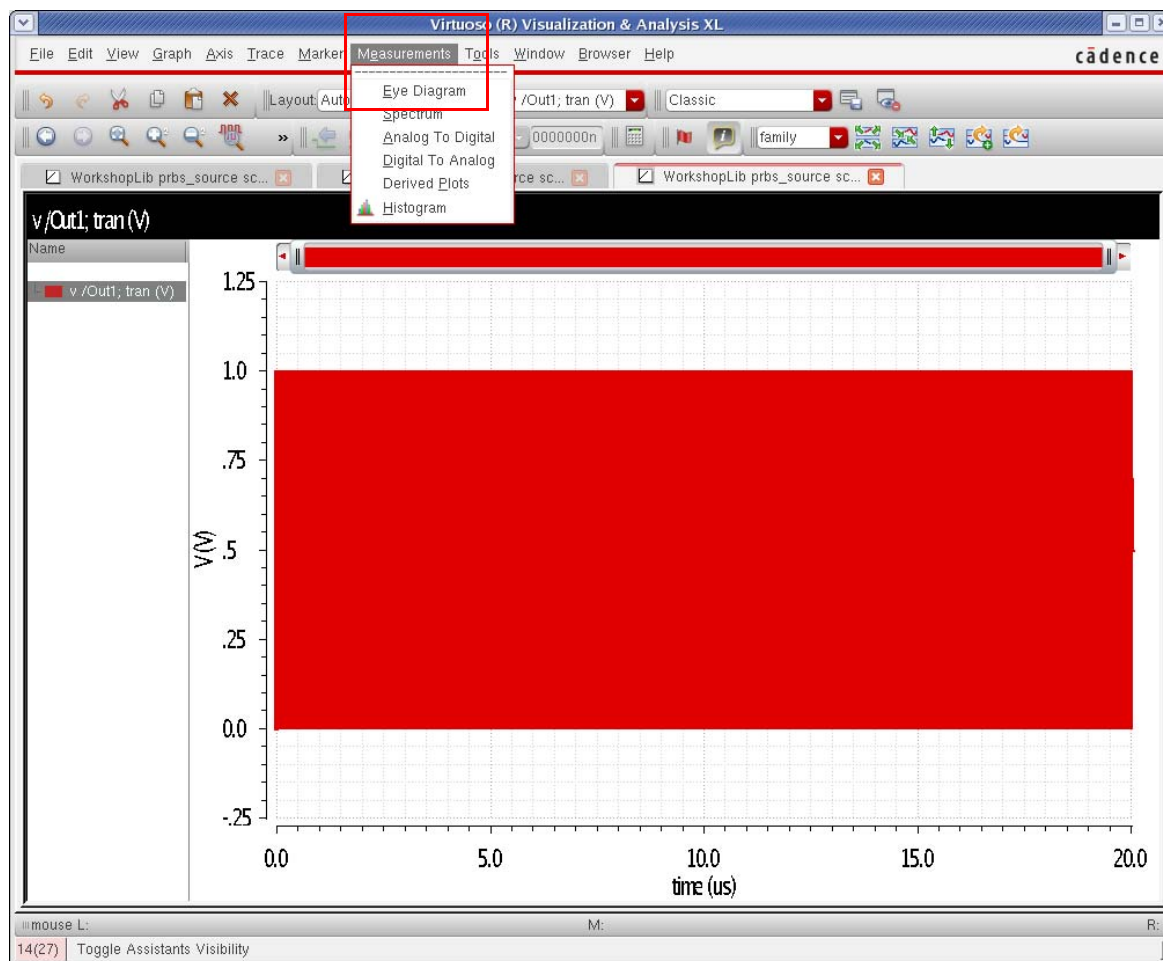 Virtuoso (R) Visualization & Analysis XL
File Edit View Graph Axis Trace Marker Measurements Tools Window Browser Help
cādence
Layout: Auto
/Out1; tran (V)
Classic
Eye Diagram
Spectrum
Analog To Digital
Digital To Analog
Derived Plots
Histogram
»
0000000n
family
WorkshopLib prbs_source sc...
rce sc...
WorkshopLib prbs_source sc...
v /Out1; tran (V)
Name
v /Out1; tran (V)
1.25
1.0
.75
.5
.25
0.0
-.25
V (V)
0.0
5.0
10.0
15.0
20.0
time (us)
mouse L:
M:
R:
14(27)
Toggle Assistants Visibility